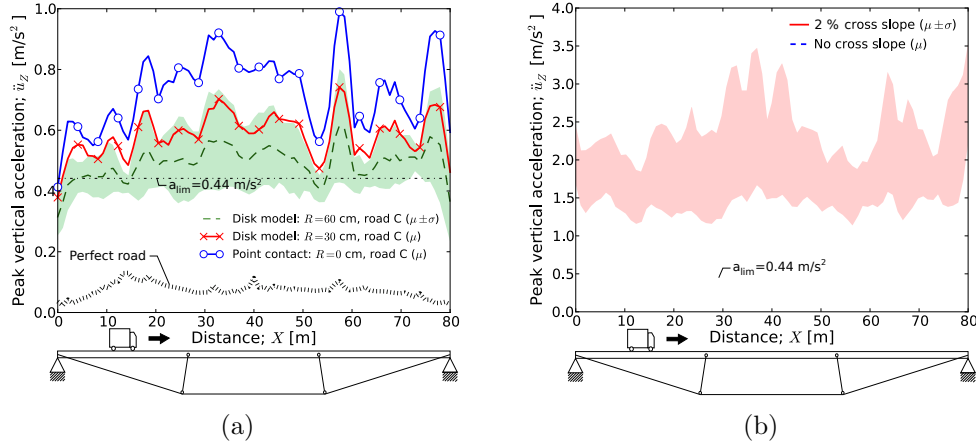 Peak vertical acceleration; üZ [m/s²]
1.0
0.8
0.6
0.4
0.2
0.0
a_lim=0.44 m/s²
Disk model: R=60 cm, road C (μ±σ)
Disk model: R=30 cm, road C (μ)
Point contact: R=0 cm, road C (μ)
Perfect road
0 10 20 30 40 50 60 70 80
Distance; X [m]
(a)
Peak vertical acceleration; üZ [m/s²]
4.0
3.5
3.0
2.5
2.0
1.5
1.0
0.5
0.0
2 % cross slope (μ±σ)
No cross slope (μ)
a_lim=0.44 m/s²
0 10 20 30 40 50 60 70 80
Distance; X [m]
(b)